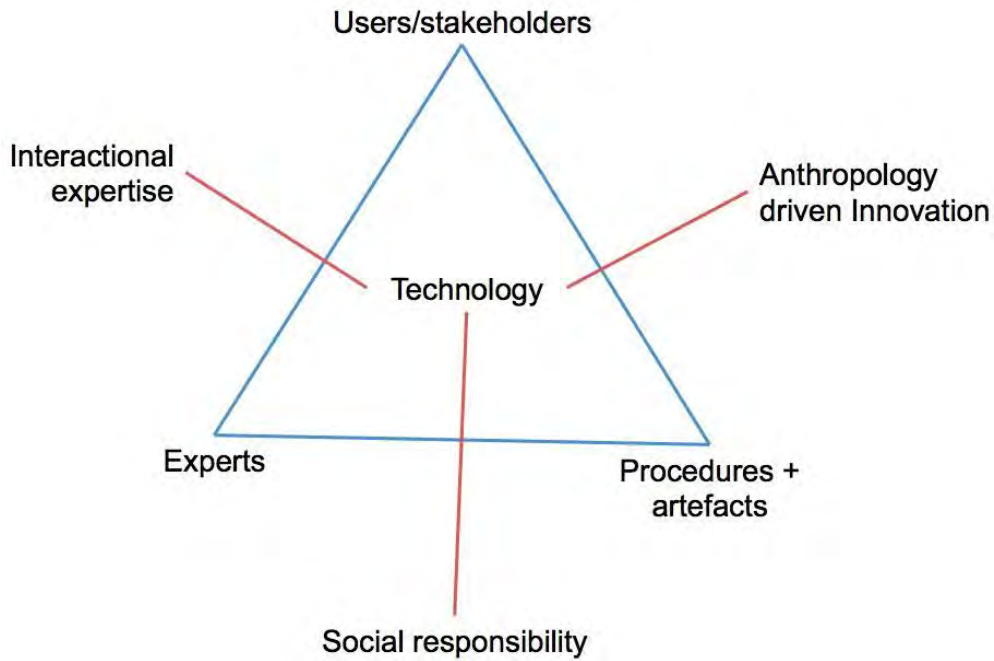 Users/stakeholders
Interactional
expertise
Anthropology
driven Innovation
Technology
Experts
Procedures +
artefacts
Social responsibility